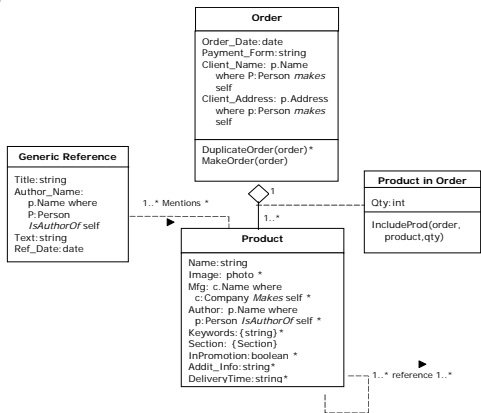 Order
Order_Date:date
Payment_Form:string
Client_Name: p.Name
where P:Person makes
self
Client_Address: p.Address
where p:Person makes
self
DuplicateOrder(order)*
MakeOrder(order)
Generic Reference
Title:string
Author_Name:
p.Name where
P:Person
IsAuthorOf self
Text:string
Ref_Date:date
1..* Mentions *
1
1..*
Product in Order
Qty:int
IncludeProd(order,
product,qty)
Product
Name:string
Image: photo *
Mfg: c.Name where
c:Company Makes self *
Author: p.Name where
p:Person IsAuthorOf self *
Keywords:{string}*
Section: {Section}
InPromotion:boolean *
Addit_Info:string*
DeliveryTime:string*
1..* reference 1..*